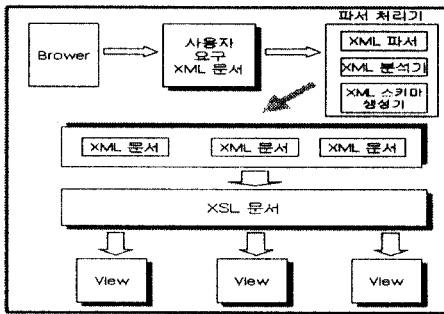 파서 처리기
Brower
사용자
요구
XML 문서
XML 파서
XML 분석기
XML 스키마
생성기
XML 문서
XML 문서
XML 문서
XSL 문서
View
View
View